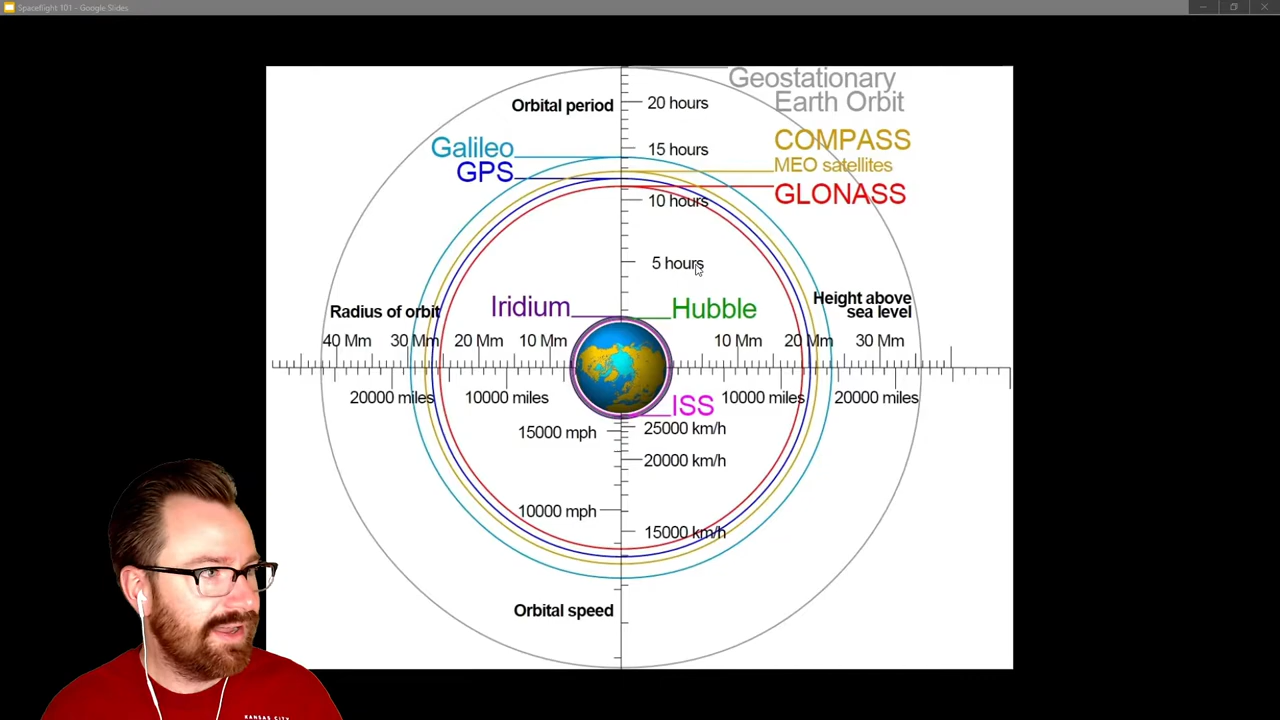 Spaceflight 101 - Google Slides
Geostationary
Earth Orbit
Orbital period
20 hours
Galileo
GPS
15 hours
COMPASS
MEO satellites
GLONASS
10 hours
5 hours
Iridium
Hubble
Radius of orbit
Height above
sea level
40 Mm 30 Mm 20 Mm 10 Mm 10 Mm 20 Mm 30 Mm
20000 miles 10000 miles 10000 miles 20000 miles
ISS
15000 mph
25000 km/h
20000 km/h
10000 mph
15000 km/h
Orbital speed
KANSAS CITY